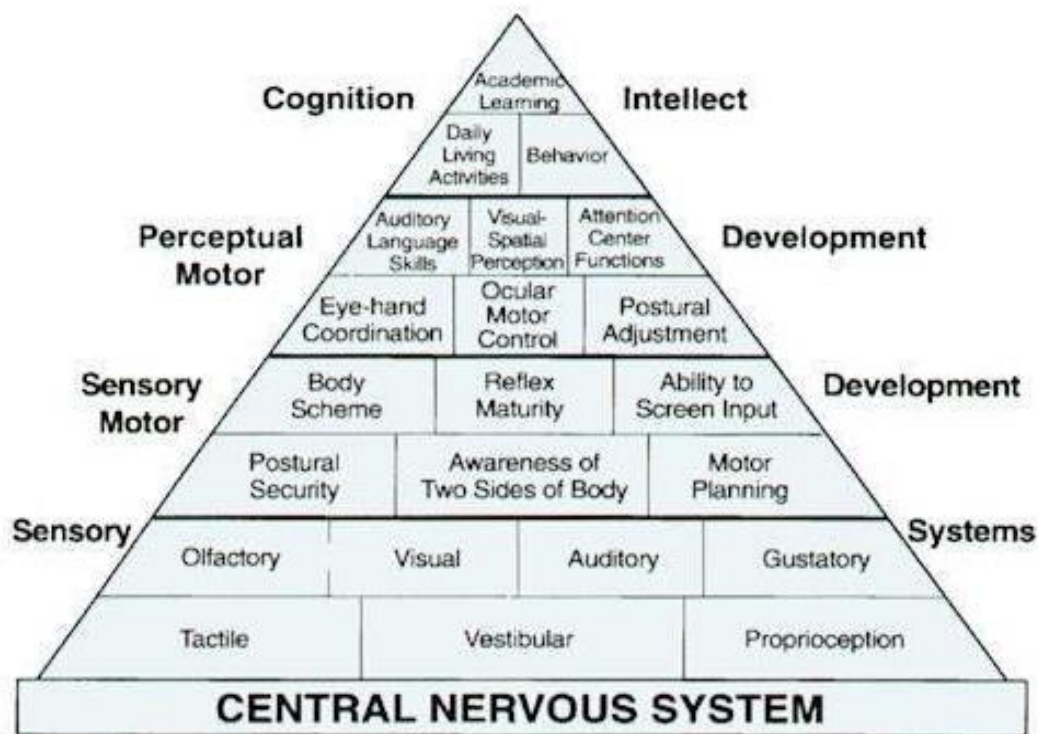 Academic
Learning
Cognition
Intellect
Daily
Living
Activities
Behavior
Perceptual
Motor
Auditory
Language
Skills
Visual-
Spatial
Perception
Attention
Center
Functions
Development
Eye-hand
Coordination
Ocular
Motor
Control
Postural
Adjustment
Sensory
Motor
Body
Scheme
Reflex
Maturity
Ability to
Screen Input
Development
Postural
Security
Awareness of
Two Sides of Body
Motor
Planning
Sensory
Systems
Olfactory
Visual
Auditory
Gustatory
Tactile
Vestibular
Proprioception
CENTRAL NERVOUS SYSTEM